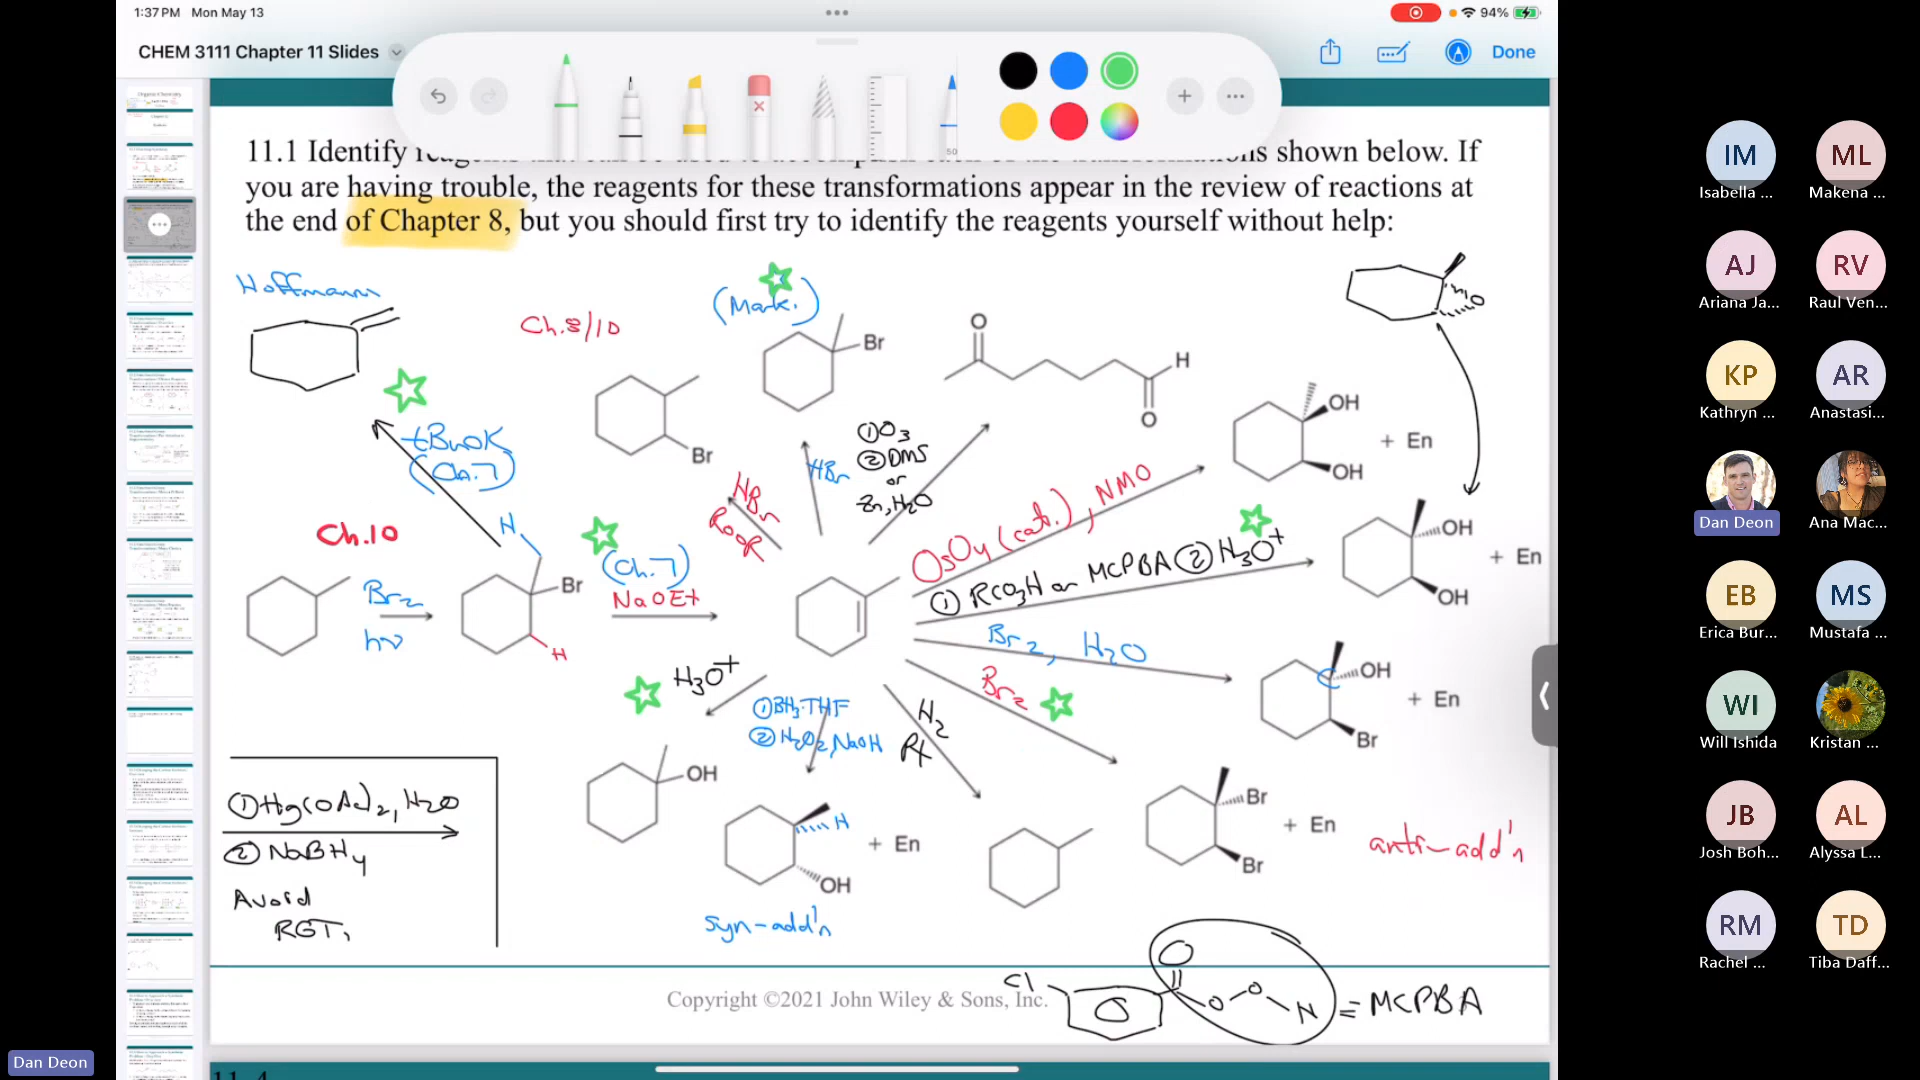 1:37 PM Mon May 13
94%
CHEM 3111 Chapter 11 Slides
Done
50
11.1 Identify
shown below. If
you are having trouble, the reagents for these transformations appear in the review of reactions at
the end of Chapter 8, but you should first try to identify the reagents yourself without help:
Hoffmann
Ch.8/10
(Mark.)
Br
O
H
O
Br
tBuOK
(Ch.7)
HBr
ROOR
HBr
①O3
②DMS
or
Zn, H2O
OH
OH
+ En
OsO4 (cat.), NMO
① RCO3H or MCPBA ② H3O+
OH
OH
+ En
Ch.10
Br2
hν
H
Br
H
(Ch.7)
NaOEt
Br2, H2O
OH
Br
+ En
Br2
H3O+
①BH3·THF
②H2O2, NaOH
H2
Pt
OH
H
OH
+ En
syn-add'n
Br
Br
+ En
anti-add'n
①Hg(OAc)2, H2O
②NaBH4
Avoid
Cl
O
O
O
H
= MCPBA
Copyright ©2021 John Wiley & Sons, Inc.
11.4
Dan Deon
IM
Isabella ...
ML
Makena ...
AJ
Ariana Ja...
RV
Raul Ven...
KP
Kathryn ...
AR
Anastasi...
Dan Deon
Ana Mac...
EB
Erica Bur...
MS
Mustafa ...
WI
Will Ishida
Kristan ...
JB
Josh Boh...
AL
Alyssa L...
RM
Rachel ...
TD
Tiba Daff...